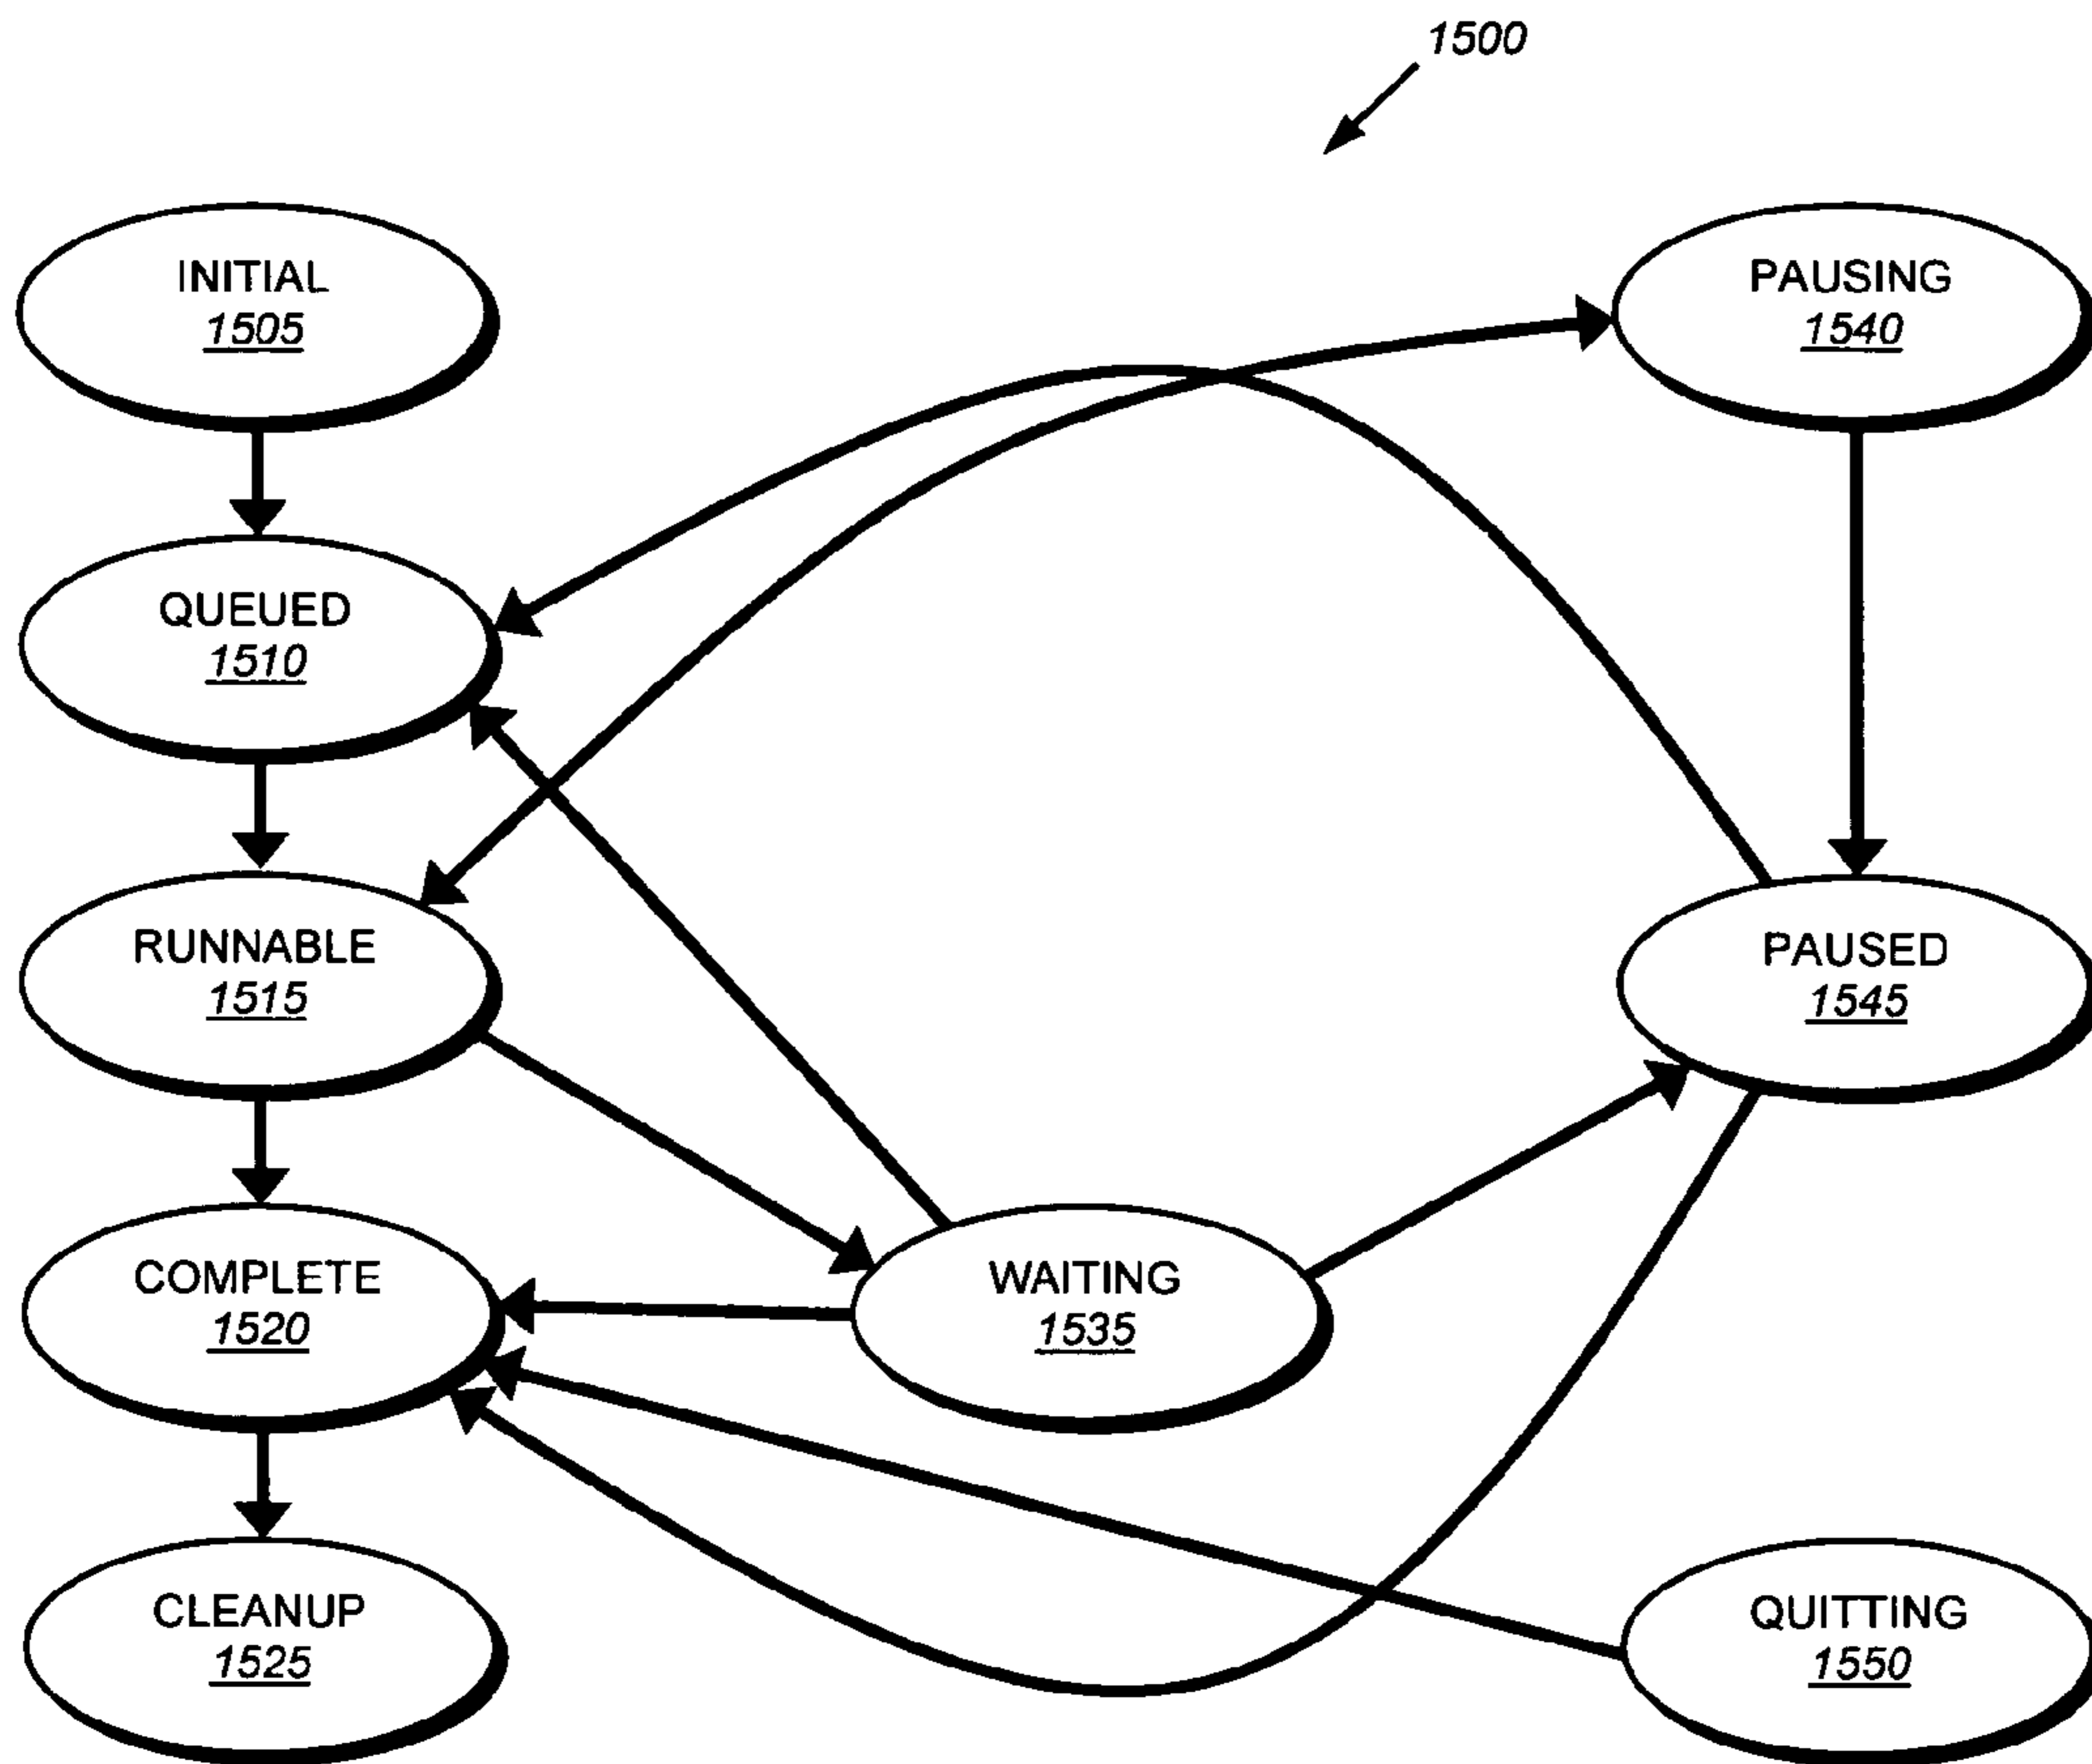 1500
INITIAL
1505
PAUSING
1540
QUEUED
1510
RUNNABLE
1515
PAUSED
1545
COMPLETE
1520
WAITING
1535
CLEANUP
1525
QUITTING
1550